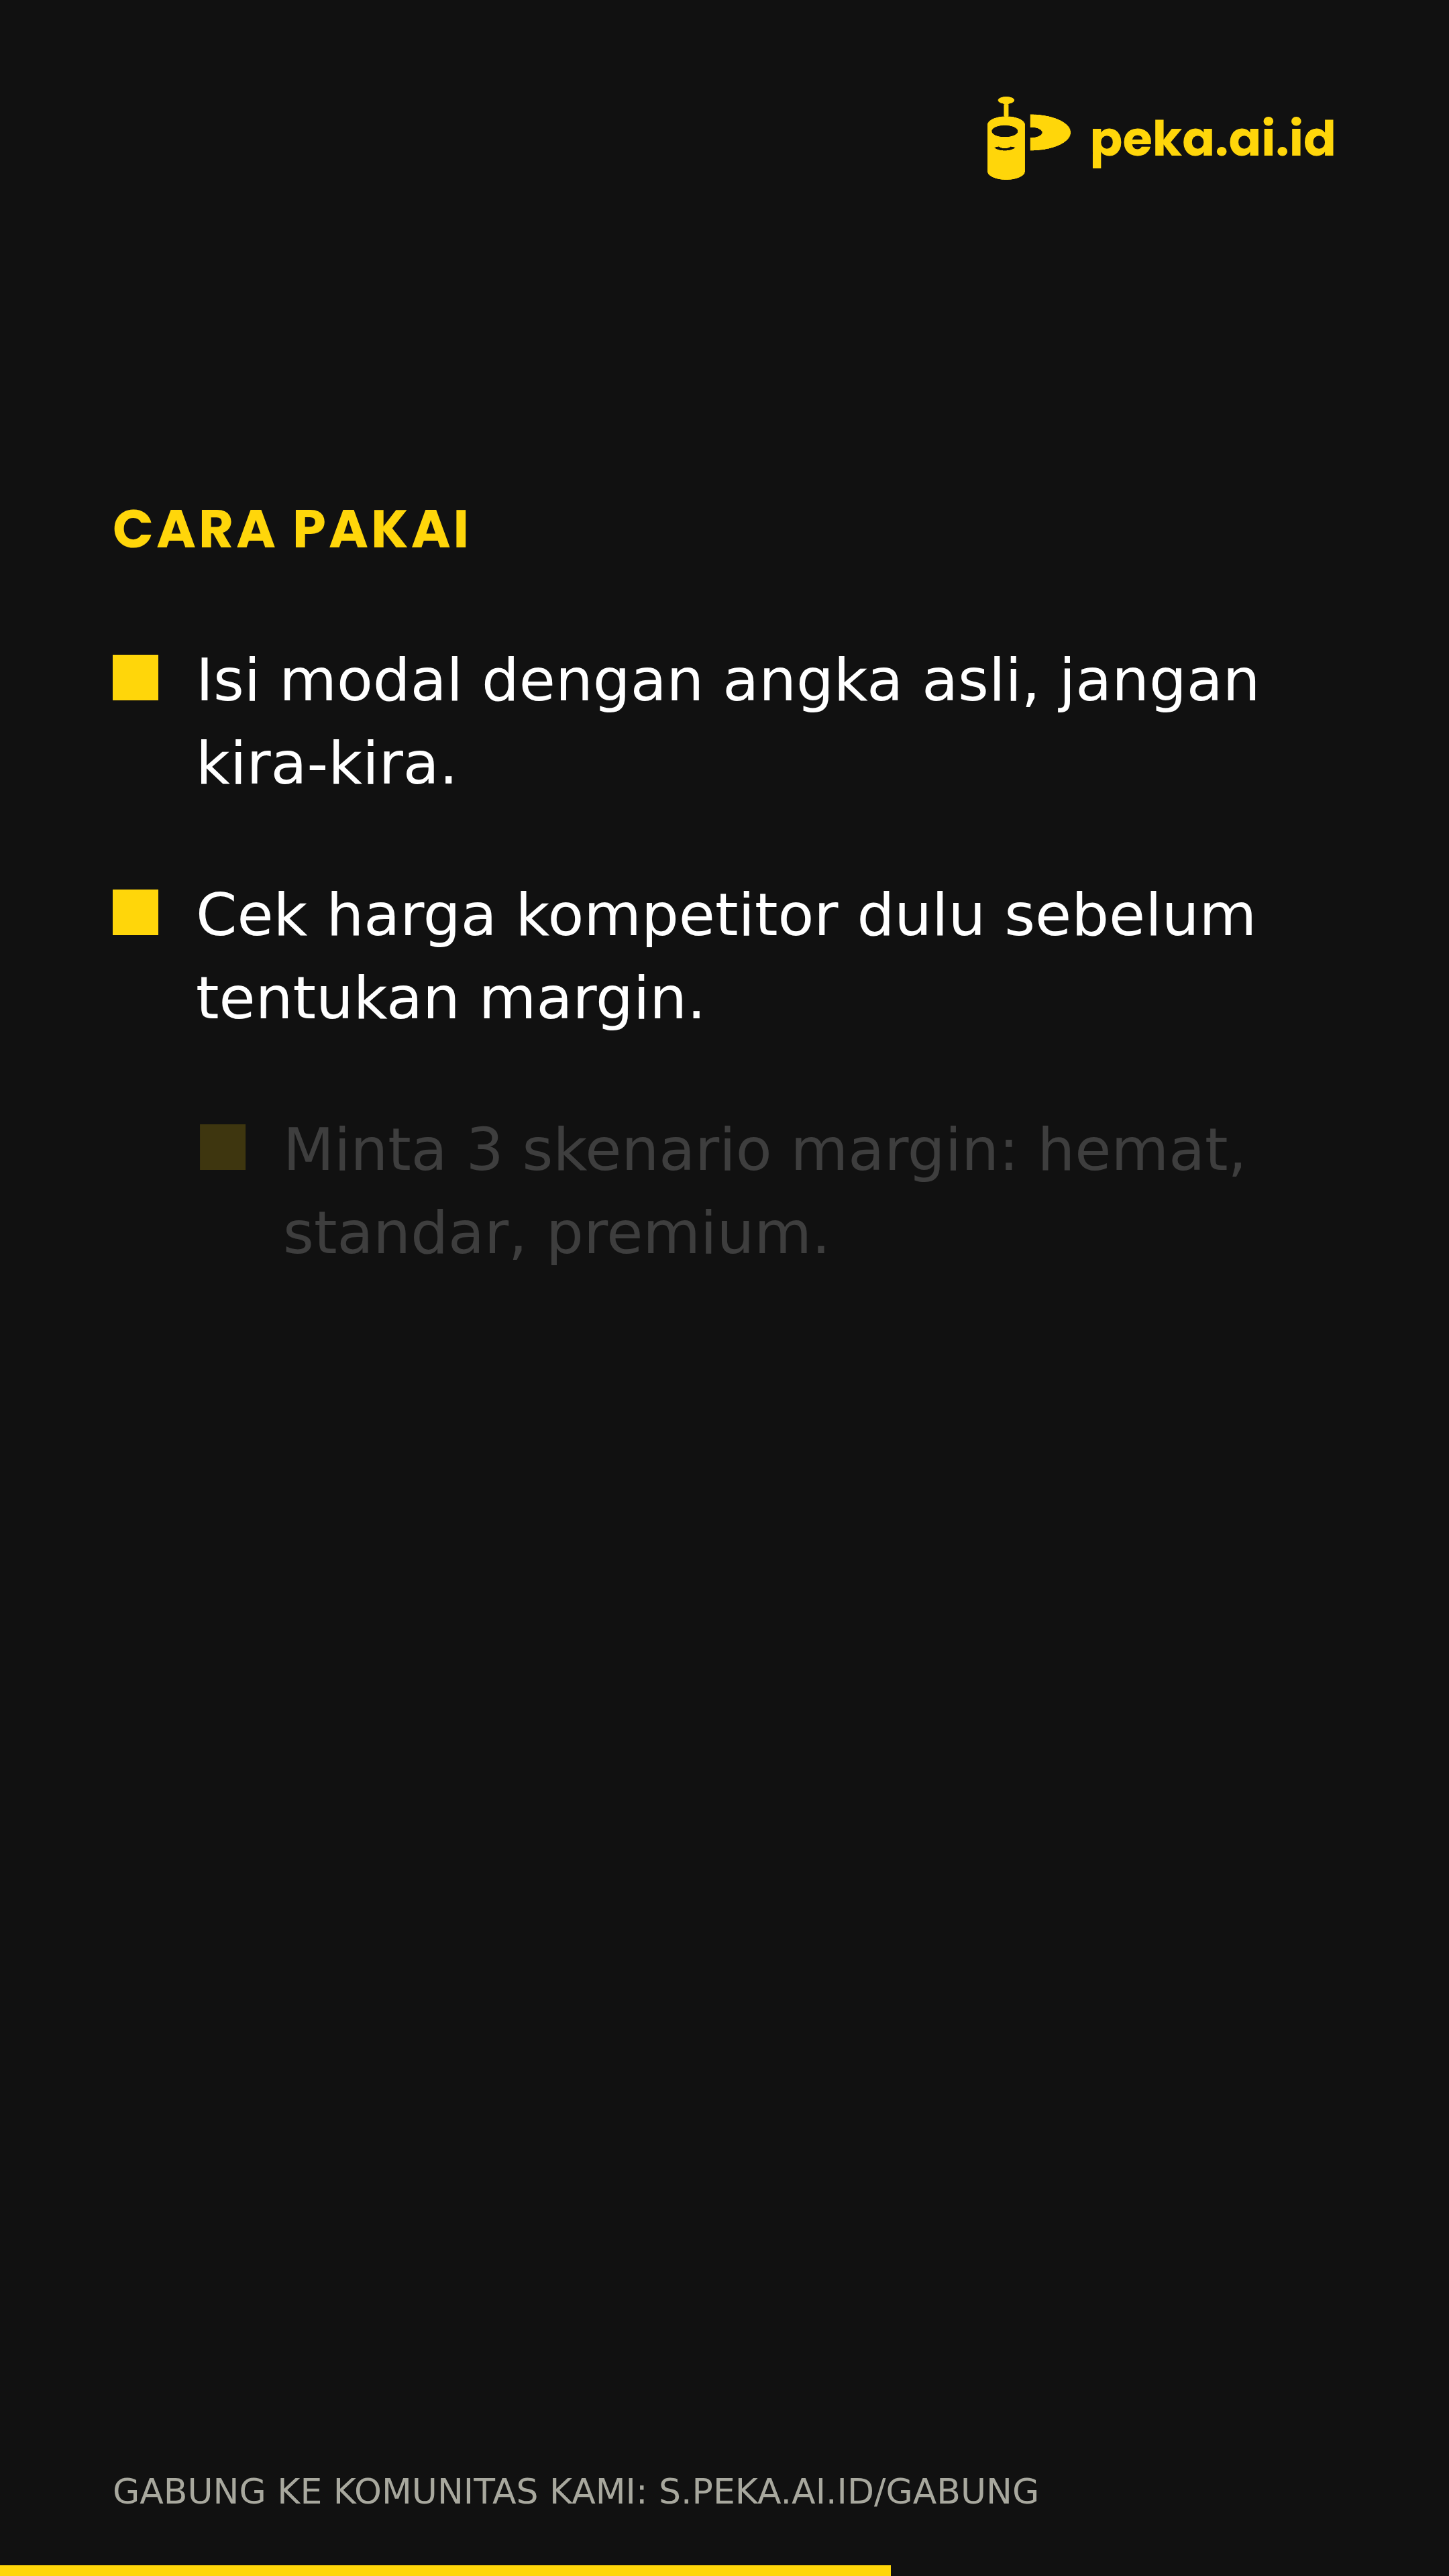 peka.ai.id
CARA PAKAI
Isi modal dengan angka asli, jangan
kira-kira.
Cek harga kompetitor dulu sebelum
tentukan margin.
Minta 3 skenario margin: hemat,
standar, premium.
GABUNG KE KOMUNITAS KAMI: S.PEKA.AI.ID/GABUNG